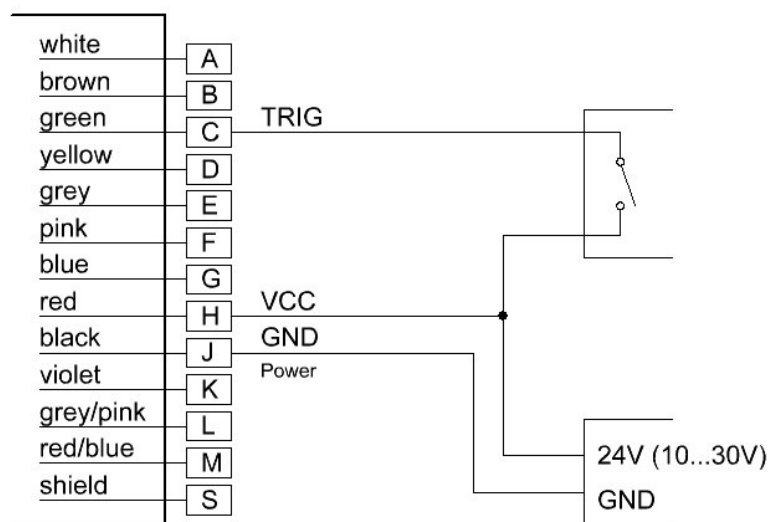 white A
brown B
green C TRIG
yellow D
grey E
pink F
blue G
red H VCC
black J GND
Power
violet K
grey/pink L
red/blue M
24V (10...30V)
shield S
GND